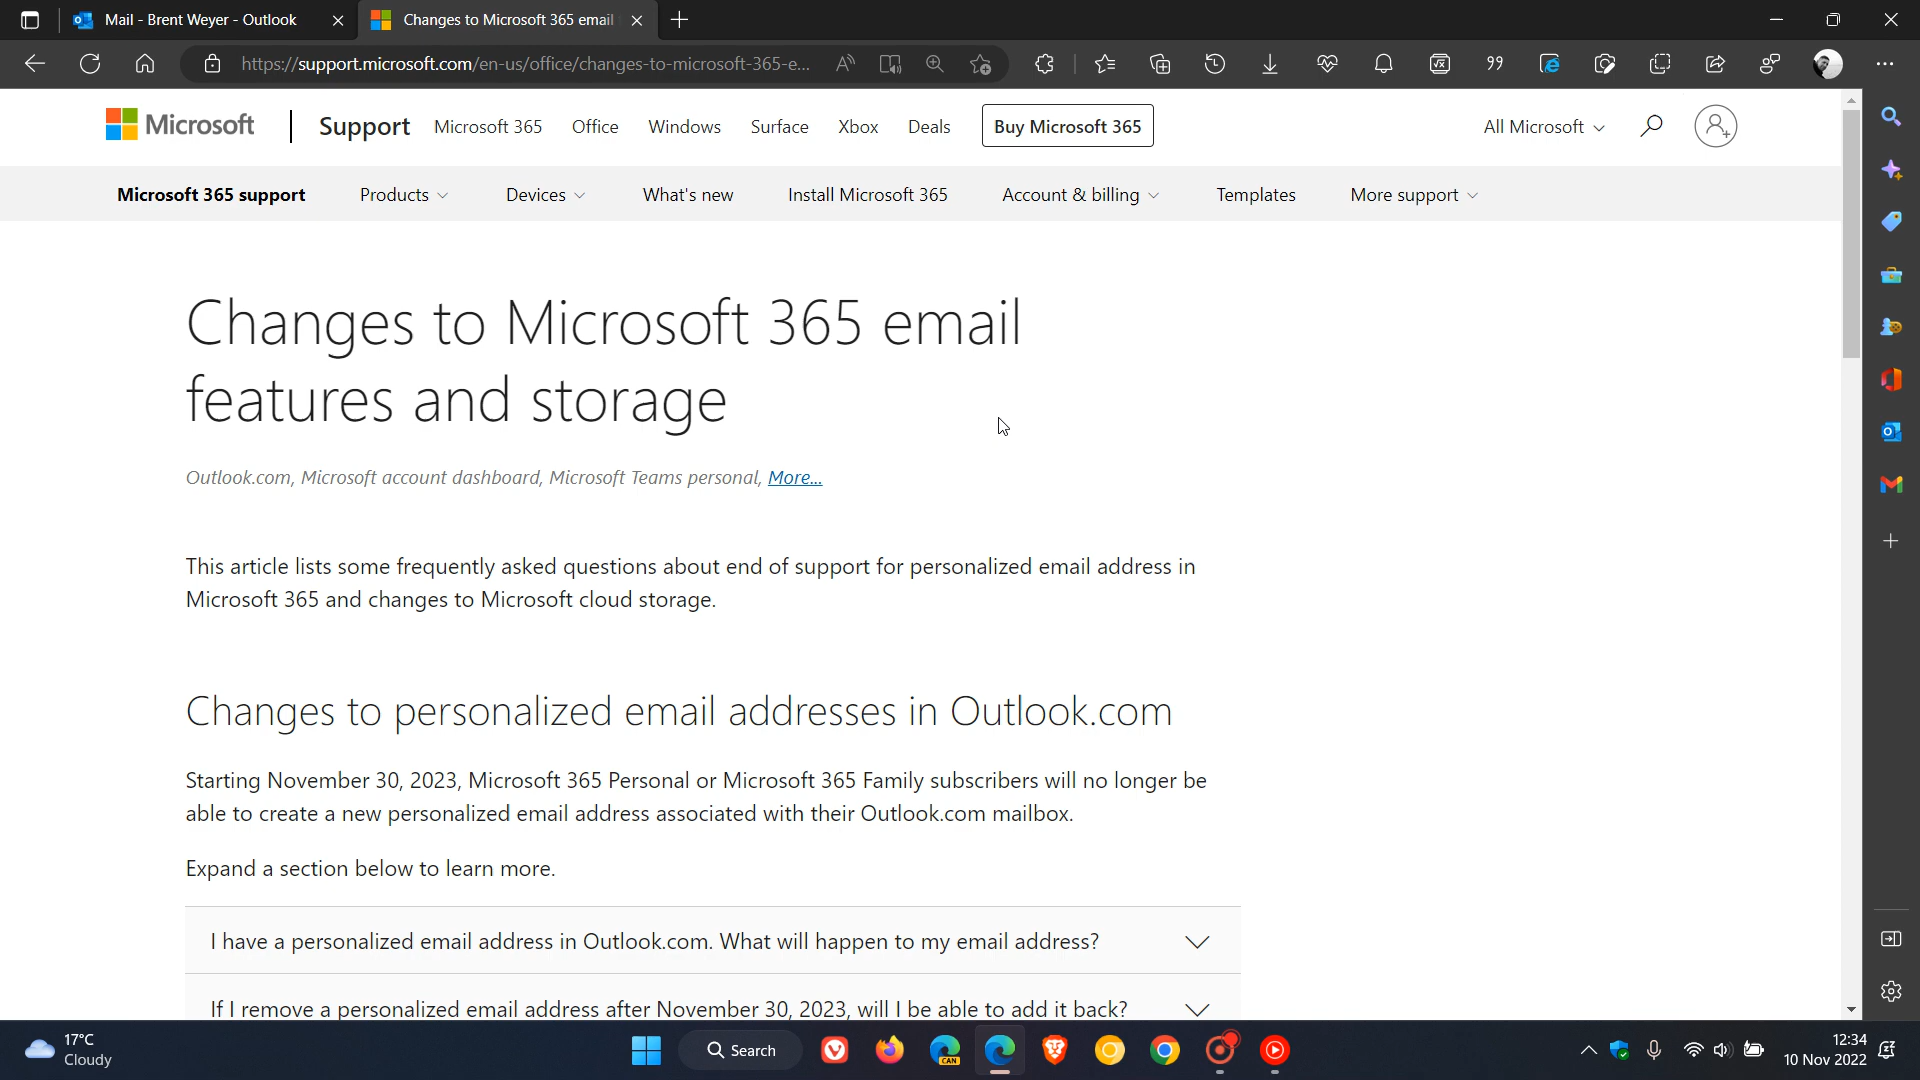 Mail - Brent Weyer - Outlook
Changes to Microsoft 365 email
https://support.microsoft.com/en-us/office/changes-to-microsoft-365-e...
Microsoft
Support
Microsoft 365
Office
Windows
Surface
Xbox
Deals
Buy Microsoft 365
All Microsoft
Microsoft 365 support
Products
Devices
What's new
Install Microsoft 365
Account & billing
Templates
More support
Changes to Microsoft 365 email
features and storage
Outlook.com, Microsoft account dashboard, Microsoft Teams personal, More...
This article lists some frequently asked questions about end of support for personalized email address in
Microsoft 365 and changes to Microsoft cloud storage.
Changes to personalized email addresses in Outlook.com
Starting November 30, 2023, Microsoft 365 Personal or Microsoft 365 Family subscribers will no longer be
able to create a new personalized email address associated with their Outlook.com mailbox.
Expand a section below to learn more.
I have a personalized email address in Outlook.com. What will happen to my email address?
If I remove a personalized email address after November 30, 2023, will I be able to add it back?
17°C
Cloudy
Search
CAN
12:34
10 Nov 2022